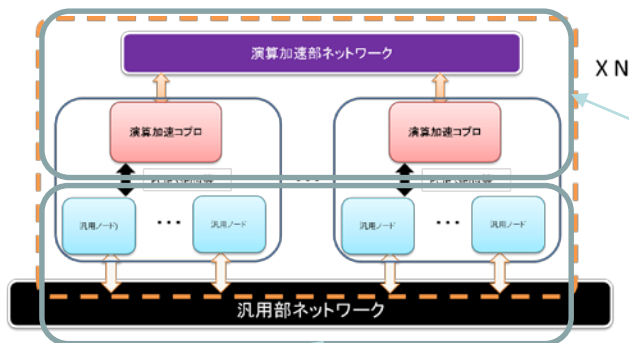 演算加速部ネットワーク
X N
演算加速コプロ
演算加速コプロ
汎用ノード)
・・・
汎用ノード
汎用ノード
・・・
汎用ノード
汎用部ネットワーク